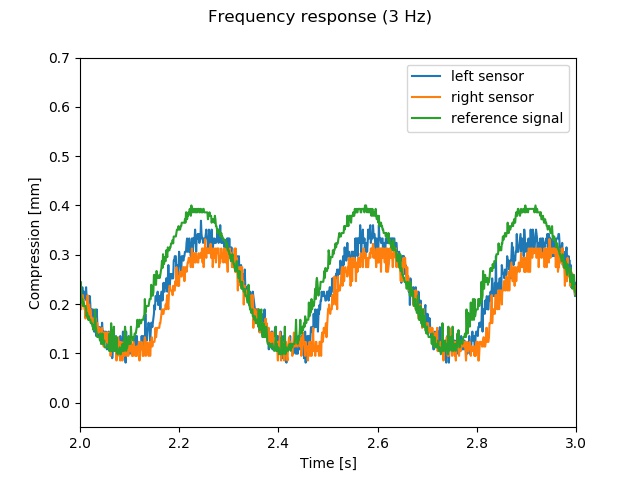 Frequency response (3 Hz)
left sensor
right sensor
reference signal
Compression [mm]
0.7
0.6
0.5
0.4
0.3
0.2
0.1
0.0
2.0 2.2 2.4 2.6 2.8 3.0
Time [s]